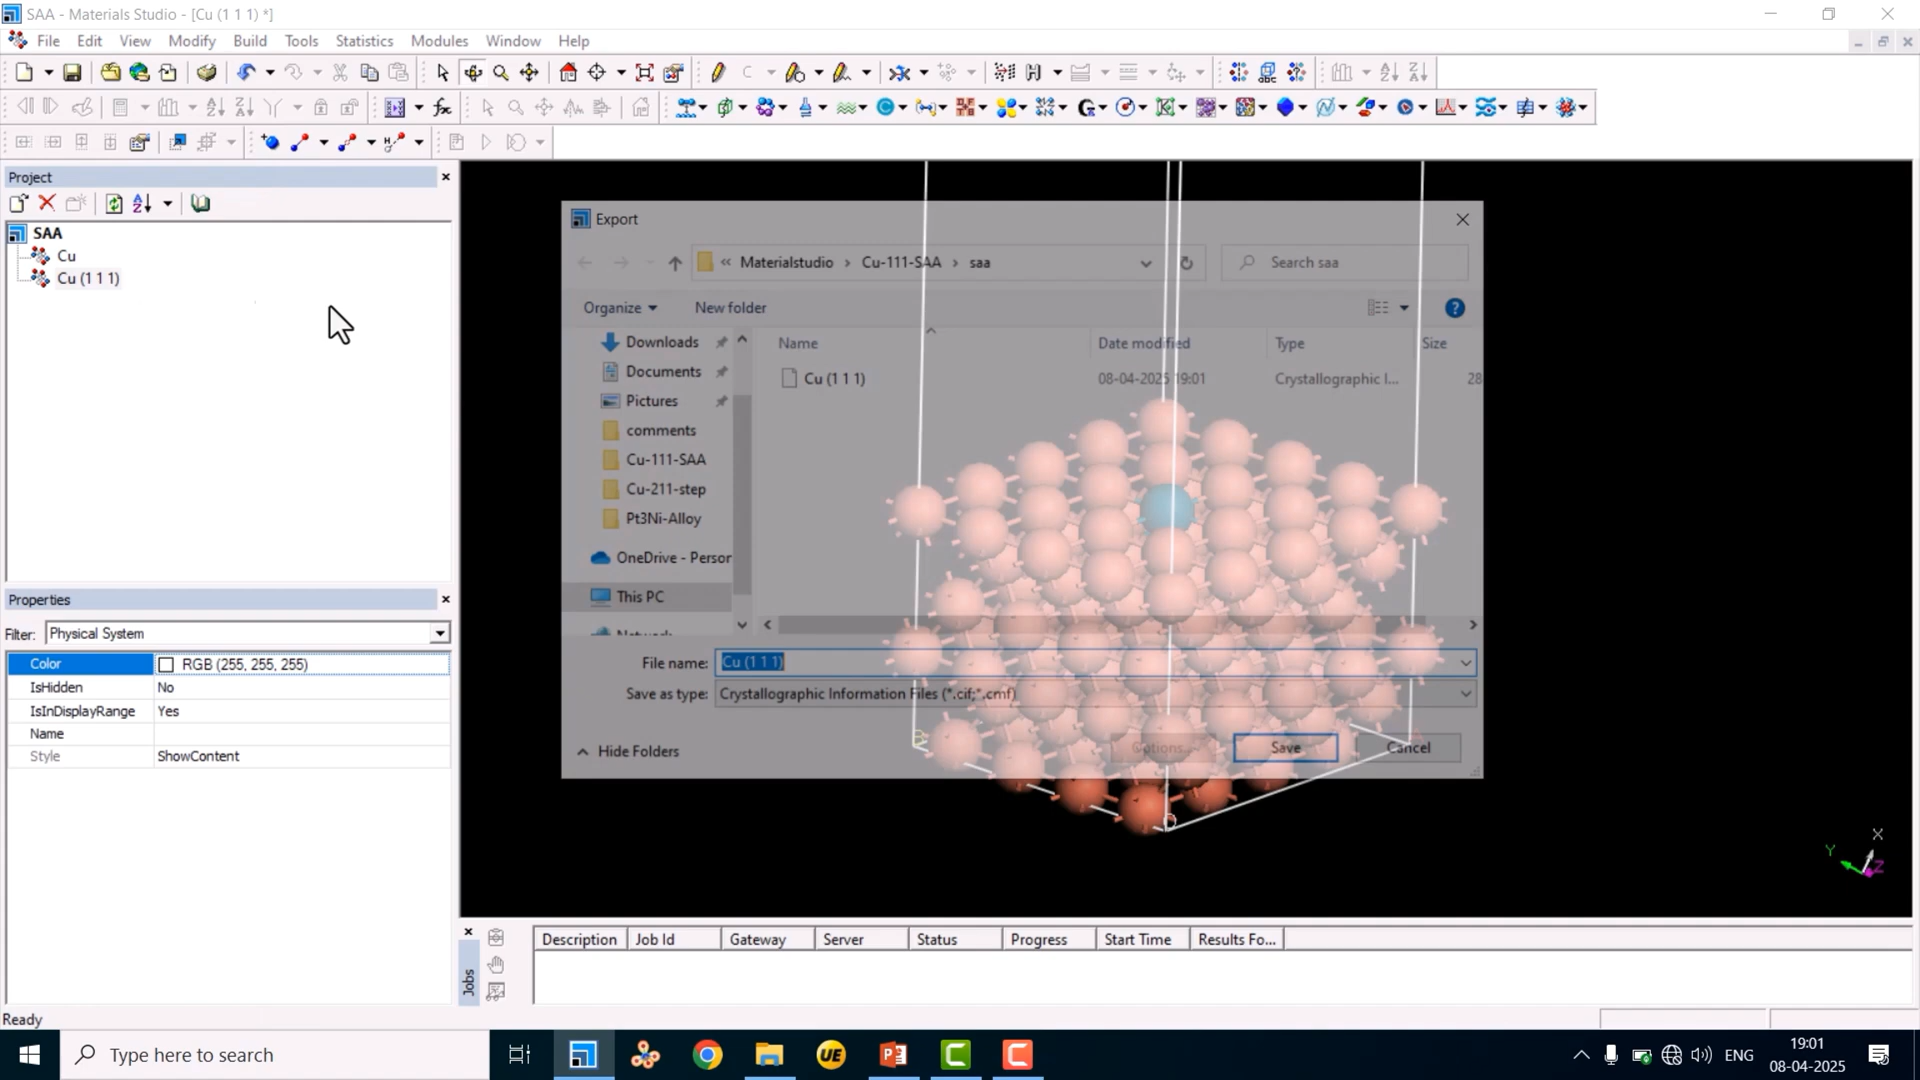 SAA - Materials Studio - [Cu (1 1 1) *]
File Edit View Modify Build Tools Statistics Modules Window Help
Project
SAA
Cu
Cu (1 1 1)
Properties
Filter: Physical System
Color RGB (255, 255, 255)
IsHidden No
IsInDisplayRange Yes
Name
Style ShowContent
Export
« Materialstudio › Cu-111-SAA › saa
Search saa
Organize New folder
Name Date modified Type Size
Cu (1 1 1) 08-04-2025 19:01 Crystallographic I... 28
Downloads
Documents
Pictures
comments
Cu-111-SAA
Cu-211-step
Pt3Ni-Alloy
OneDrive - Person
This PC
Network
File name: Cu (1 1 1)
Save as type: Crystallographic Information Files (*.cif;*.cmf)
Hide Folders Options... Save Cancel
B
O
X
Y
Z
Jobs
Description Job Id Gateway Server Status Progress Start Time Results Fo...
Ready
Type here to search
UE
ENG
19:01
08-04-2025